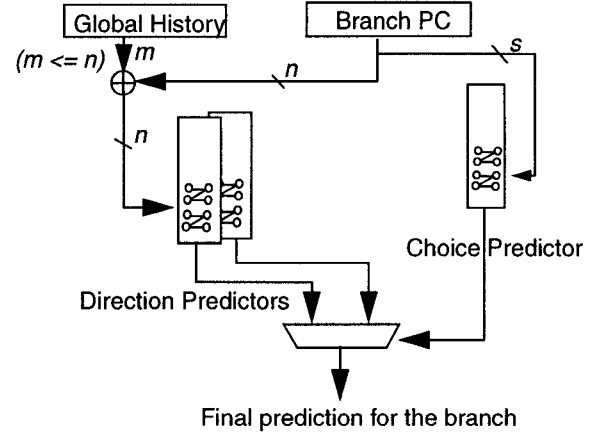 Global History
Branch PC
(m <= n)
m
n
s
n
Choice Predictor
Direction Predictors
Final prediction for the branch